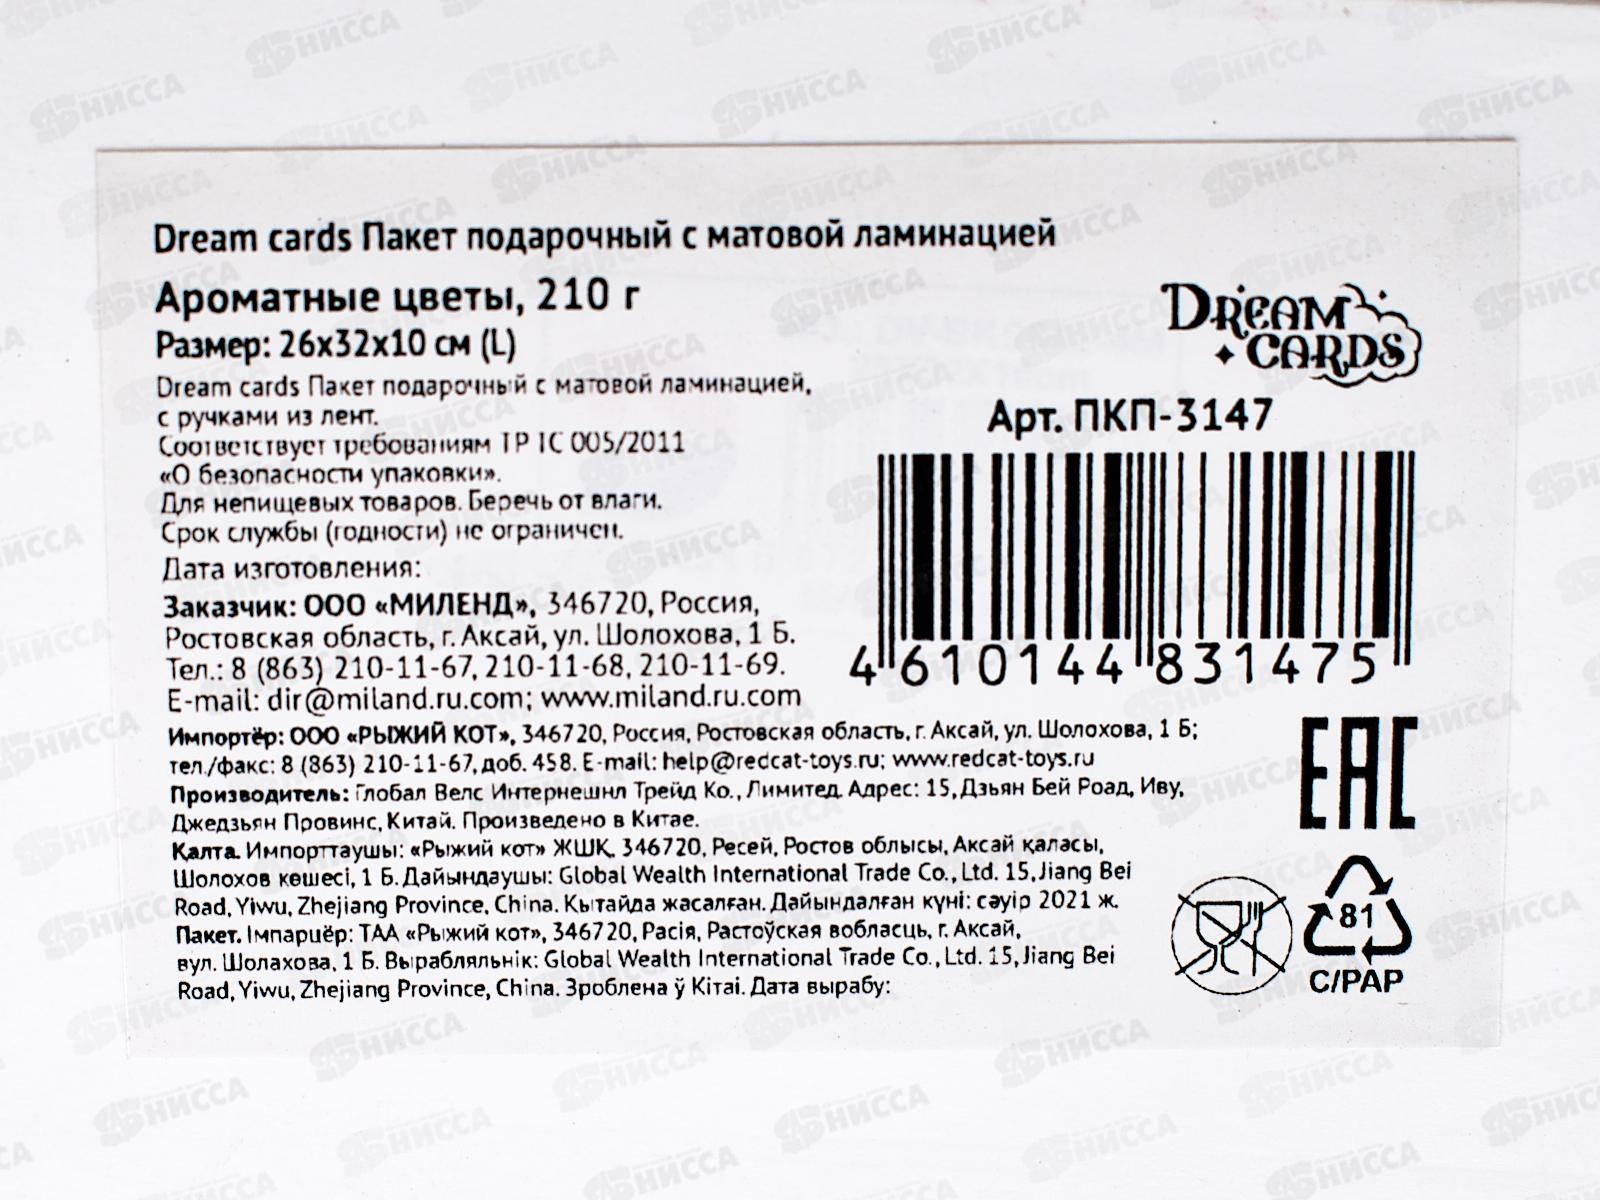 Dream cards Пакет подарочный с матовой ламинацией
Ароматные цветы, 210 г
Размер: 26х32х10 см (L)
Dream cards Пакет подарочный с матовой ламинацией,
с ручками из лент.
Соответствует требованиям ТР ТС 005/2011
«О безопасности упаковки».
Для непищевых товаров. Беречь от влаги.
Срок службы (годности) не ограничен.
Дата изготовления:
Заказчик: ООО «МИЛЕНД», 346720, Россия,
Ростовская область, г. Аксай, ул. Шолохова, 1 Б.
Тел.: 8 (863) 210-11-67, 210-11-68, 210-11-69.
E-mail: dir@miland.ru.com; www.miland.ru.com
Импортёр: ООО «РЫЖИЙ КОТ», 346720, Россия, Ростовская область, г. Аксай, ул. Шолохова, 1 Б;
тел./факс: 8 (863) 210-11-67, доб. 458. E-mail: help@redcat-toys.ru; www.redcat-toys.ru
Производитель: Глобал Велс Интернешнл Трейд Ко., Лимитед. Адрес: 15, Дзьян Бей Роад, Иву,
Джедзьян Провинс, Китай. Произведено в Китае.
Қалта. Импорттаушы: «Рыжий кот» ЖШҚ, 346720, Ресей, Ростов облысы, Аксай қаласы,
Шолохов көшесі, 1 Б. Дайындаушы: Global Wealth International Trade Co., Ltd. 15, Jiang Bei
Road, Yiwu, Zhejiang Province, China. Қытайда жасалған. Дайындалған күні: сәуір 2021 ж.
Пакет. Імпарцёр: ТАА «Рыжий кот», 346720, Расія, Растоўская вобласць, г. Аксай,
вул. Шолахова, 1 Б. Вырабляльнік: Global Wealth International Trade Co., Ltd. 15, Jiang Bei
Road, Yiwu, Zhejiang Province, China. Зроблена ў Кітаі. Дата вырабу:
DREAM
CARDS
Арт. ПКП-3147
4 610144 831475
EAC
81
C/PAP
НИССА